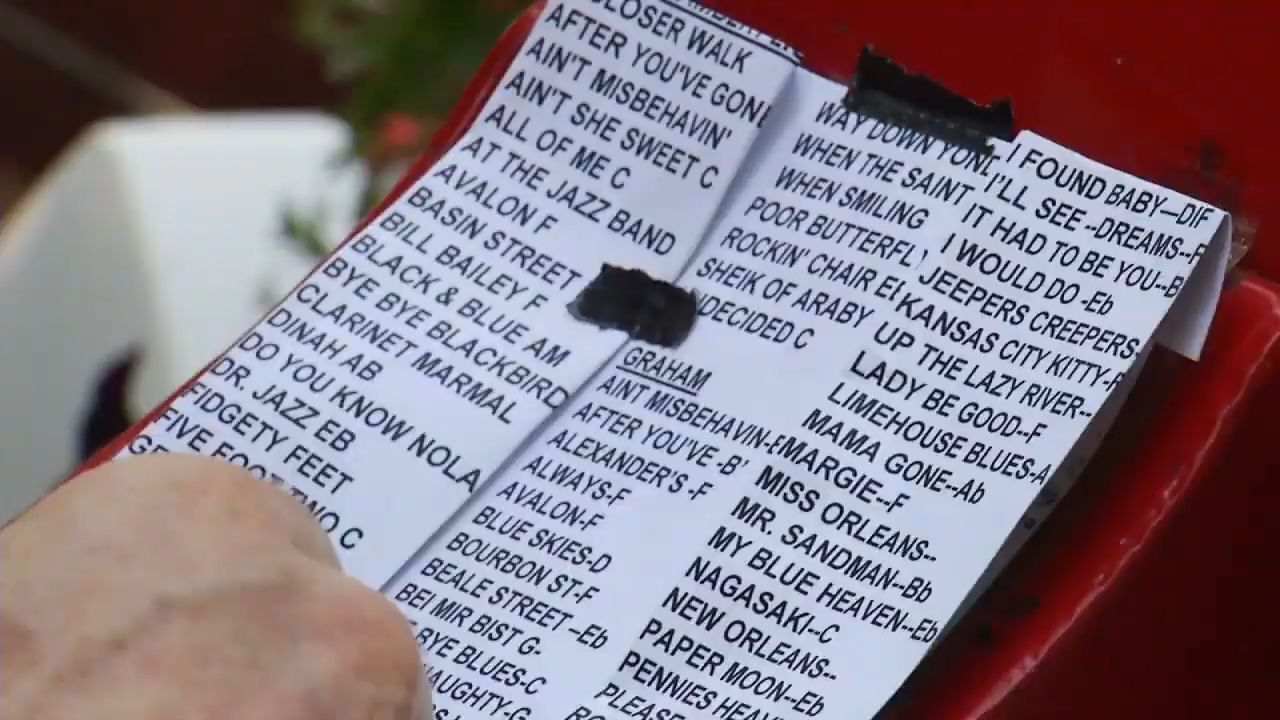 CLOSER WALK
AFTER YOU'VE GONE
AIN'T MISBEHAVIN'
AIN'T SHE SWEET C
ALL OF ME C
AT THE JAZZ BAND
AVALON F
BASIN STREET
BILL BAILEY F
BLACK & BLUE AM
BYE BYE BLACKBIRD
CLARINET MARMAL
DINAH AB
DO YOU KNOW NOLA
DR. JAZZ EB
FIDGETY FEET
FIVE FOOT TWO C
WAY DOWN YON
WHEN THE SAINT
WHEN SMILING
POOR BUTTERFL
ROCKIN' CHAIR E
SHEIK OF ARABY
NDECIDED C
GRAHAM
AINT MISBEHAVIN-F
AFTER YOU'VE -B
ALEXANDER'S -F
ALWAYS-F
AVALON-F
BLUE SKIES-D
BOURBON ST-F
BEALE STREET -Eb
BEI MIR BIST G-
BYE BLUES-C
NAUGHTY-G
I FOUND BABY--DIF
I'LL SEE --DREAMS--F
IT HAD TO BE YOU--B
I WOULD DO -Eb
JEEPERS CREEPERS
KANSAS CITY KITTY-F
UP THE LAZY RIVER--
LADY BE GOOD--F
LIMEHOUSE BLUES-A
MAMA GONE--Ab
MARGIE--F
MISS ORLEANS--
MR. SANDMAN--Bb
MY BLUE HEAVEN--Eb
NAGASAKI-C
NEW ORLEANS--
PAPER MOON--Eb
PENNIES HEAV
PLEASE